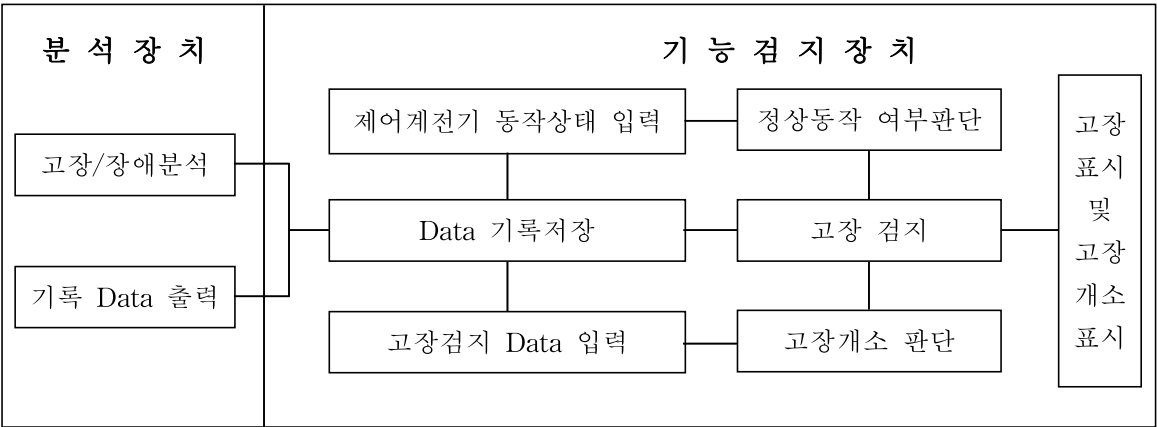 분 석 장 치
기 능 검 지 장 치
고장/장애분석
기록 Data 출력
제어계전기 동작상태 입력
정상동작 여부판단
Data 기록저장
고장 검지
고장검지 Data 입력
고장개소 판단
고장
표시
및
고장
개소
표시